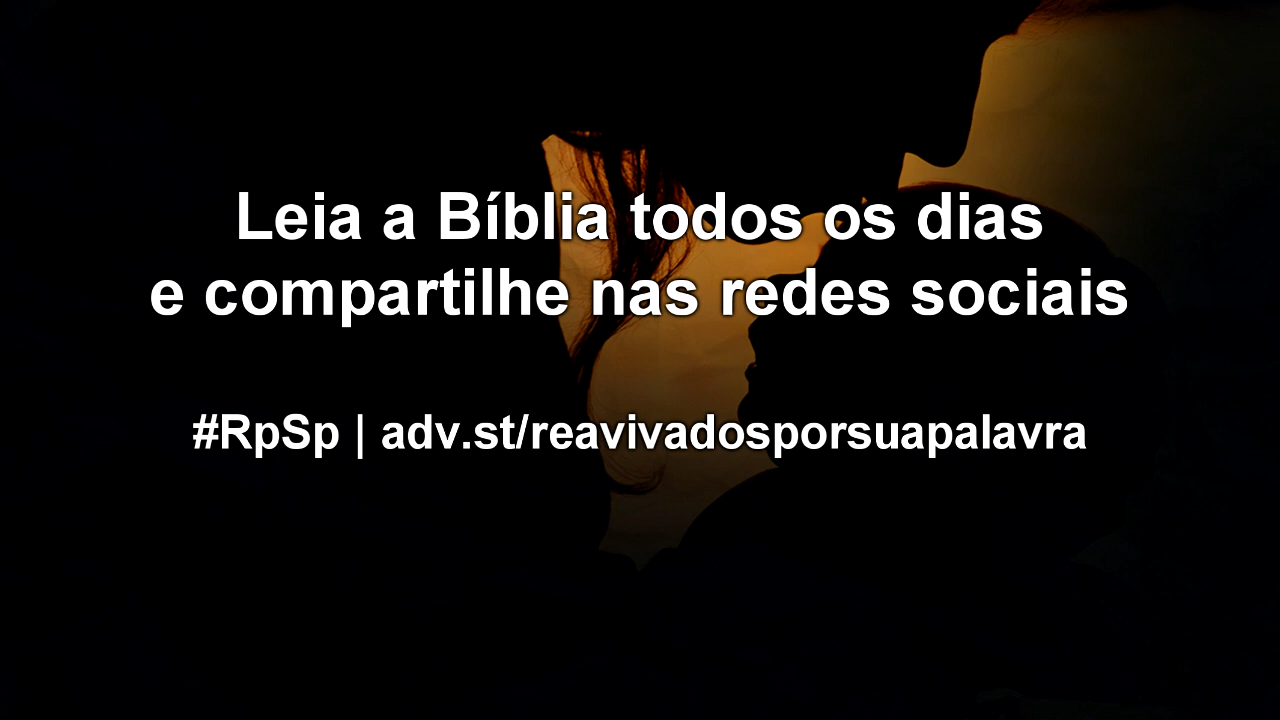 Leia a Bíblia todos os dias
e compartilhe nas redes sociais
#RpSp | adv.st/reavivadosporsuapalavra